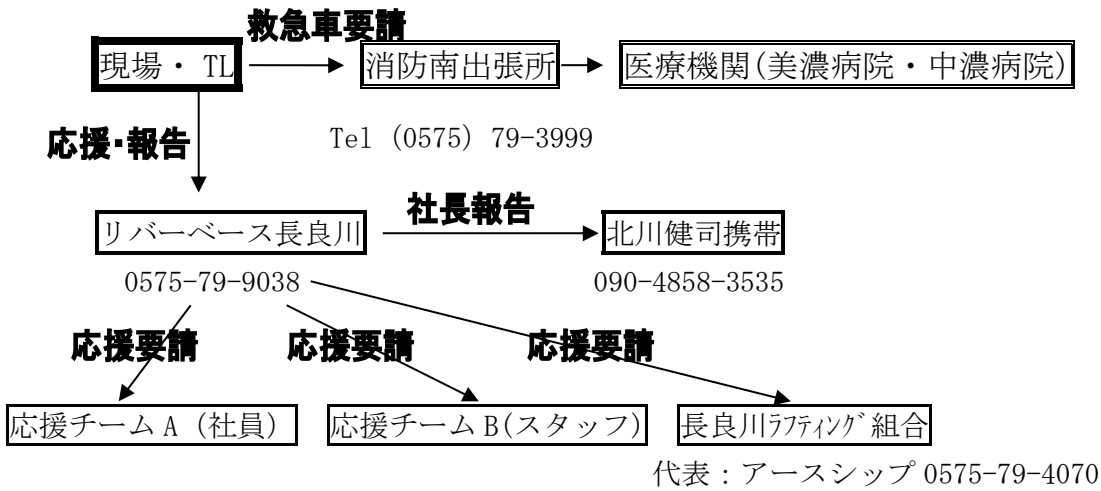 救急車要請
現場・ TL 消防南出張所 医療機関(美濃病院・中濃病院)
応援・報告 Tel (0575) 79-3999
社長報告
リバーベース長良川 北川健司携帯
0575-79-9038 090-4858-3535
応援要請 応援要請 応援要請
応援チーム A (社員) 応援チーム B(スタッフ) 長良川ﾗﾌﾃｨﾝｸﾞ組合
代表：アースシップ 0575-79-4070